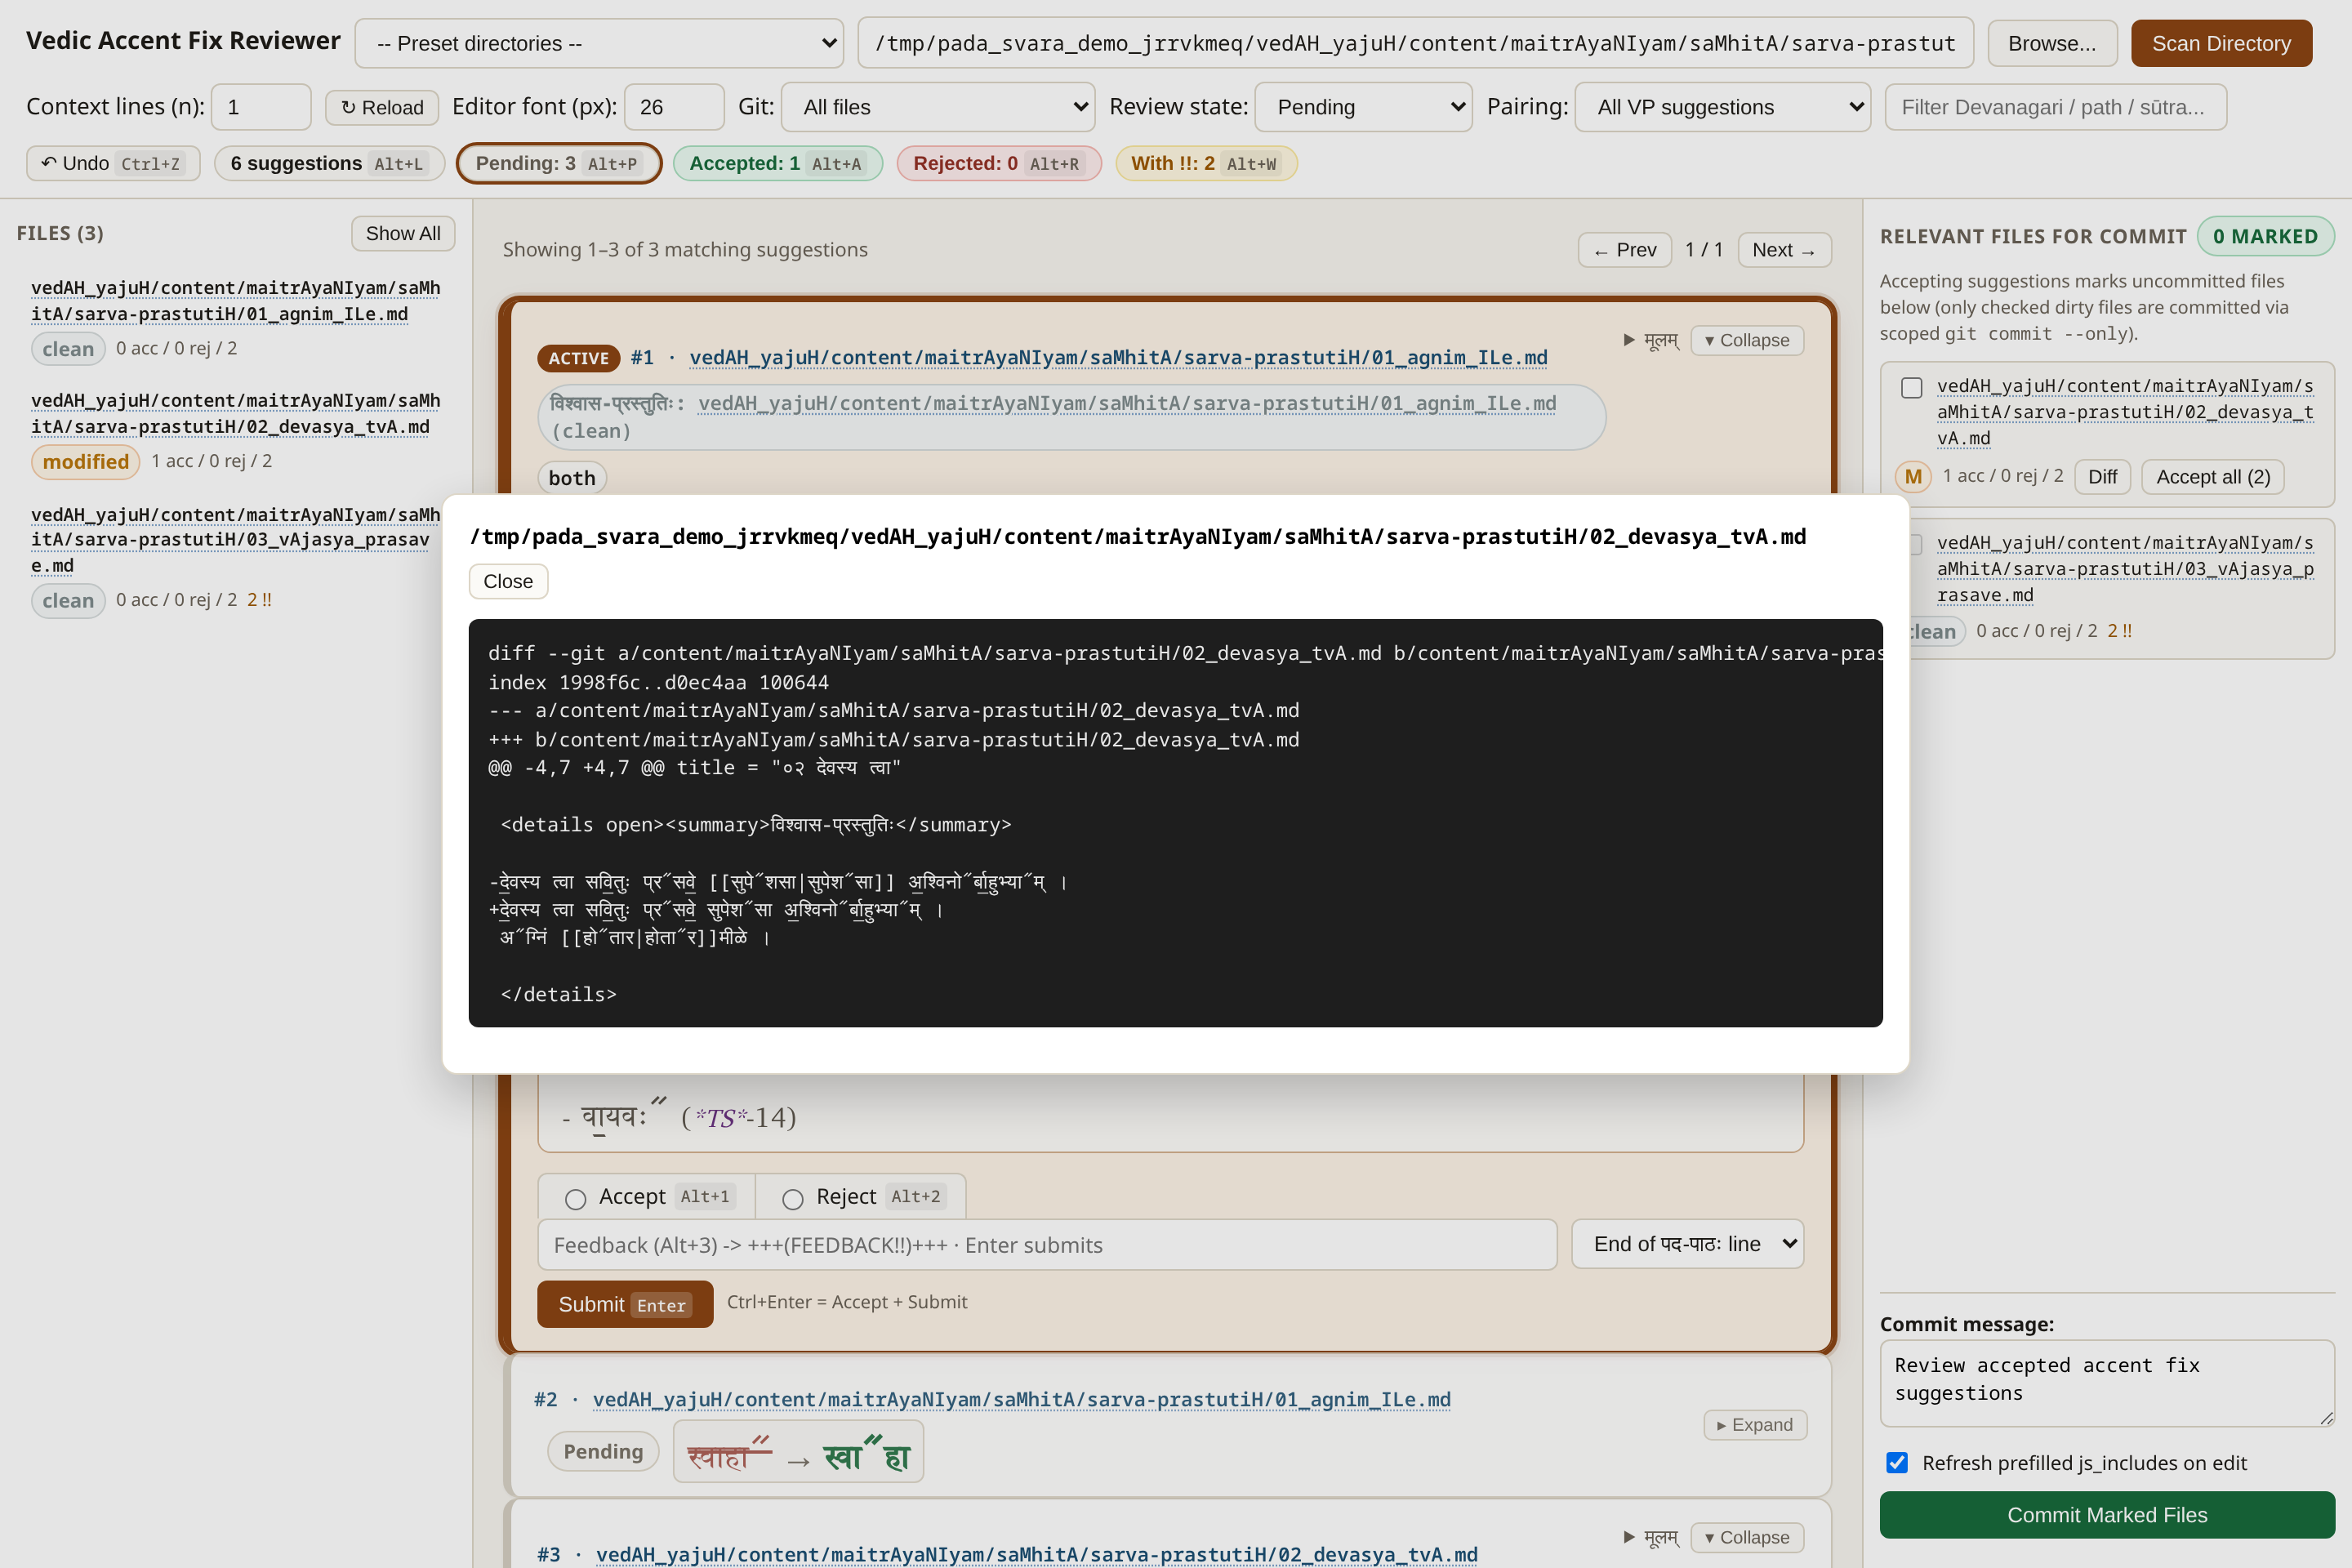 Vedic Accent Fix Reviewer
-- Preset directories --
/tmp/pada_svara_demo_jrrvkmeq/vedAH_yajuH/content/maitrAyaNIyam/saMhitA/sarva-prastut
Browse...
Scan Directory
Context lines (n): 1 ↻ Reload Editor font (px): 26 Git: All files Review state: Pending Pairing: All VP suggestions Filter Devanagari / path / sūtra...
↶ Undo Ctrl+Z 6 suggestions Alt+L Pending: 3 Alt+P Accepted: 1 Alt+A Rejected: 0 Alt+R With !!: 2 Alt+W
FILES (3) Show All
vedAH_yajuH/content/maitrAyaNIyam/saMh
itA/sarva-prastutiH/01_agnim_ILe.md
clean 0 acc / 0 rej / 2
vedAH_yajuH/content/maitrAyaNIyam/saMh
itA/sarva-prastutiH/02_devasya_tvA.md
modified 1 acc / 0 rej / 2
vedAH_yajuH/content/maitrAyaNIyam/saMh
itA/sarva-prastutiH/03_vAjasya_prasav
e.md
clean 0 acc / 0 rej / 2 2 !!
Showing 1–3 of 3 matching suggestions ← Prev 1 / 1 Next →
ACTIVE #1 · vedAH_yajuH/content/maitrAyaNIyam/saMhitA/sarva-prastutiH/01_agnim_ILe.md ▶ मूलम् ▾ Collapse
विश्वास-प्रस्तुतिः: vedAH_yajuH/content/maitrAyaNIyam/saMhitA/sarva-prastutiH/01_agnim_ILe.md
(clean)
both
/tmp/pada_svara_demo_jrrvkmeq/vedAH_yajuH/content/maitrAyaNIyam/saMhitA/sarva-prastutiH/02_devasya_tvA.md
Close
diff --git a/content/maitrAyaNIyam/saMhitA/sarva-prastutiH/02_devasya_tvA.md b/content/maitrAyaNIyam/saMhitA/sarva-pras
index 1998f6c..d0ec4aa 100644
--- a/content/maitrAyaNIyam/saMhitA/sarva-prastutiH/02_devasya_tvA.md
+++ b/content/maitrAyaNIyam/saMhitA/sarva-prastutiH/02_devasya_tvA.md
@@ -4,7 +4,7 @@ title = "०२ देवस्य त्वा"
<details open><summary>विश्वास-प्रस्तुतिः</summary>
-दे॒वस्य त्वा सवि॒तुः प्र᳚सवे॒ [[सुपे᳚शसा|सुपेश᳚सा]] अ॒श्विनो᳚र्बा॒हुभ्या᳚म् ।
+दे॒वस्य त्वा सवि॒तुः प्र᳚सवे॒ सुपेश᳚सा अ॒श्विनो᳚र्बा॒हुभ्या᳚म् ।
अ᳚ग्निं [[हो᳚तार|होता᳚र]]मीळे ।
</details>
- वा॒यवः᳚ (*TS*-14)
Accept Alt+1 Reject Alt+2
Feedback (Alt+3) -> +++(FEEDBACK!!)+++ · Enter submits End of पद-पाठः line
Submit Enter Ctrl+Enter = Accept + Submit
#2 · vedAH_yajuH/content/maitrAyaNIyam/saMhitA/sarva-prastutiH/01_agnim_ILe.md
Pending स्वाहा᳚ → स्वा᳚हा ▸ Expand
#3 · vedAH_yajuH/content/maitrAyaNIyam/saMhitA/sarva-prastutiH/02_devasya_tvA.md ▶ मूलम् ▾ Collapse
RELEVANT FILES FOR COMMIT 0 MARKED
Accepting suggestions marks uncommitted files
below (only checked dirty files are committed via
scoped git commit --only).
vedAH_yajuH/content/maitrAyaNIyam/s
aMhitA/sarva-prastutiH/02_devasya_t
vA.md
M 1 acc / 0 rej / 2 Diff Accept all (2)
vedAH_yajuH/content/maitrAyaNIyam/s
aMhitA/sarva-prastutiH/03_vAjasya_p
rasave.md
clean 0 acc / 0 rej / 2 2 !!
Commit message:
Review accepted accent fix
suggestions
Refresh prefilled js_includes on edit
Commit Marked Files